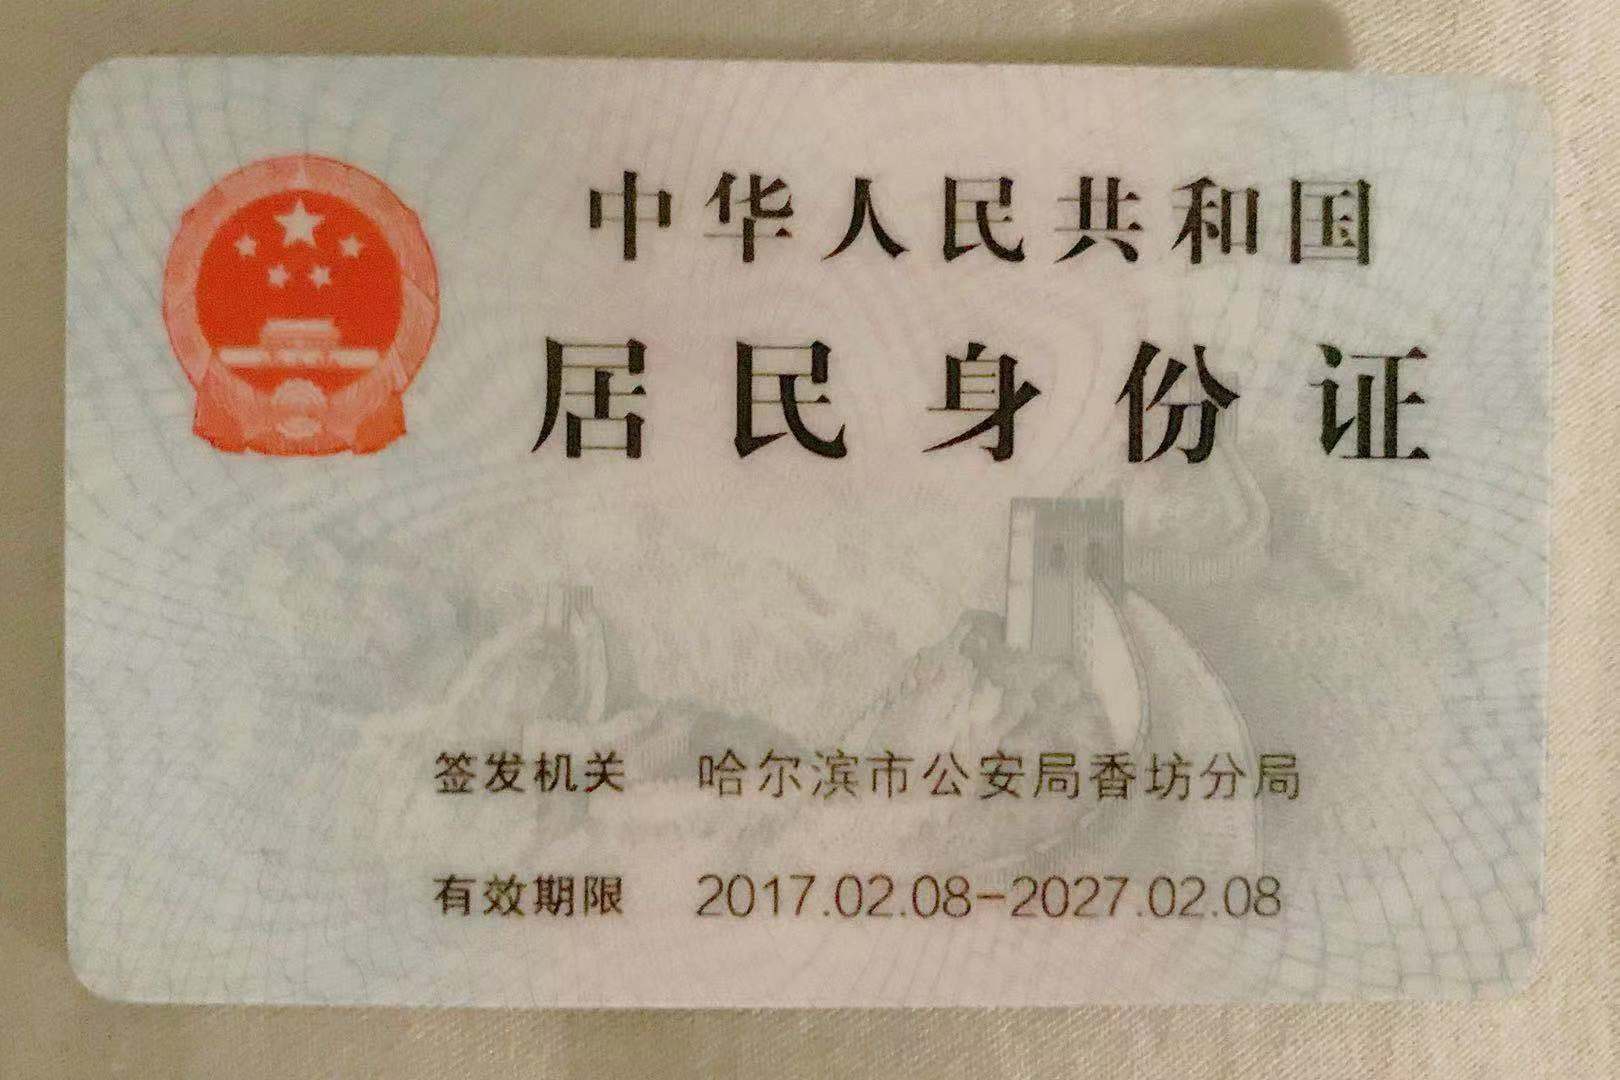 中华人民共和国
居民身份证
签发机关 哈尔滨市公安局香坊分局
有效期限 2017.02.08-2027.02.08